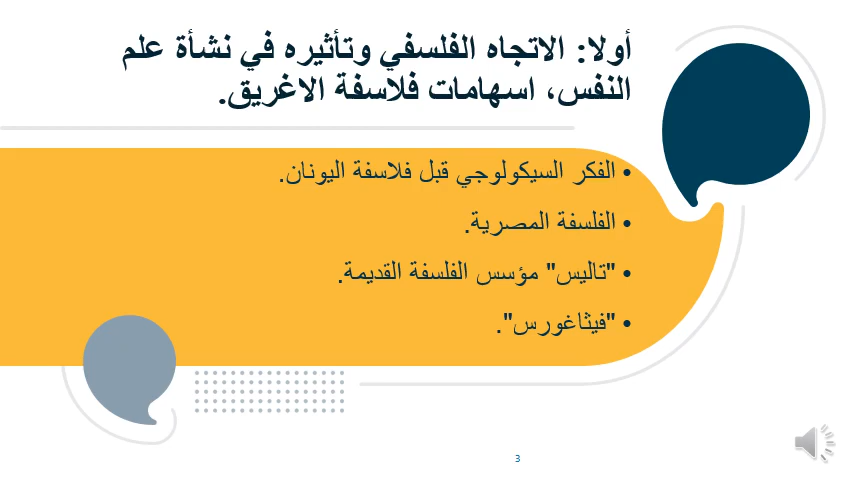 أولا: الاتجاه الفلسفي وتأثيره في نشأة علم
النفس، اسهامات فلاسفة الاغريق.
• الفكر السيكولوجي قبل فلاسفة اليونان.
• الفلسفة المصرية.
• "تاليس" مؤسس الفلسفة القديمة.
• "فيثاغورس".
3